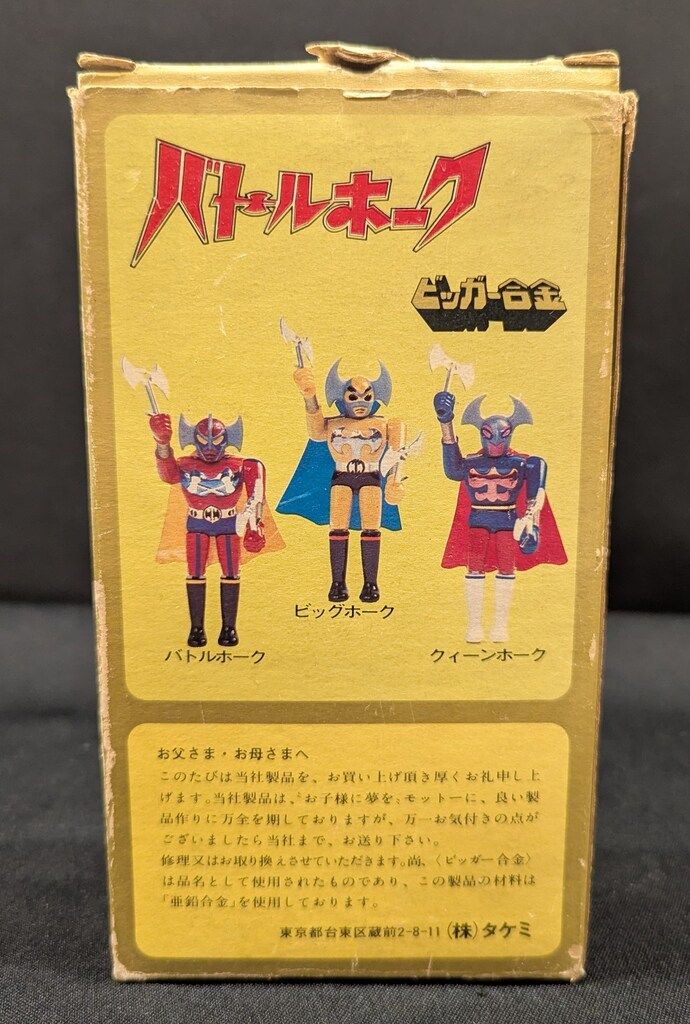 バトルホーク
ビッガー合金
ビッグホーク
バトルホーク
クィーンホーク
お父さま・お母さまへ
このたびは当社製品を、お買い上げ頂き厚くお礼申し上
げます。当社製品は、"お子様に夢を、モットーに、良い製
品作りに万全を期しておりますが、万一お気付きの点が
ございましたら当社まで、お送り下さい。
修理又はお取り換えさせていただきます。尚、〈ビッガー合金〉
は品名として使用されたものであり、この製品の材料は
「亜鉛合金」を使用しております。
東京都台東区蔵前2-8-11 (株)タケミ